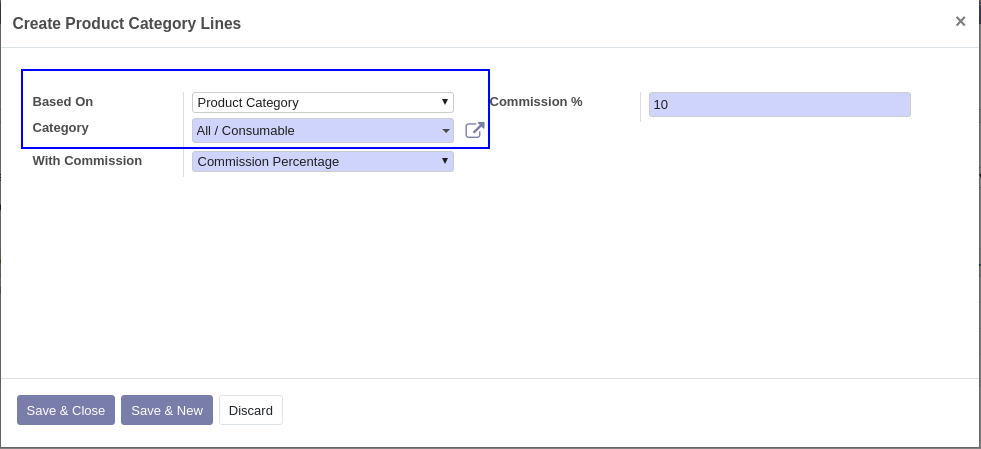 Create Product Category Lines ×
Based On Product Category Commission % 10
Category All / Consumable
With Commission Commission Percentage
Save & Close Save & New Discard